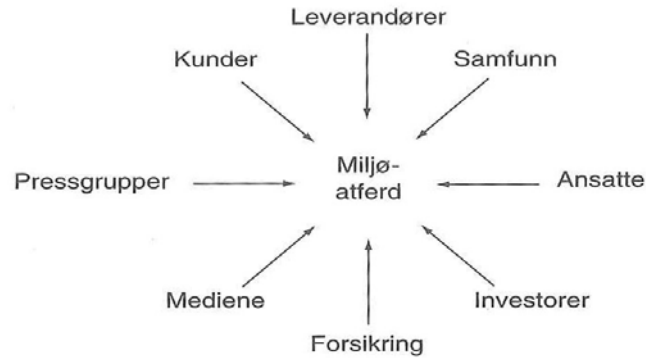 Leverandører
Kunder
Samfunn
Pressgrupper
Miljø-
atferd
Ansatte
Mediene
Investorer
Forsikring